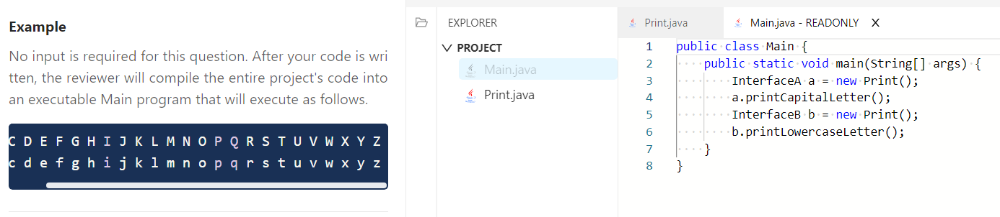 Example
No input is required for this question. After your code is wri
tten, the reviewer will compile the entire project's code into
an executable Main program that will execute as follows.
C D E F G H I J K L M N O P Q R S T U V W X Y Z
c d e f g h i j k l m n o p q r s t u v w x y z
EXPLORER
PROJECT
Main.java
Print.java
Print.java
Main.java - READONLY
1 public class Main {
2 public static void main(String[] args) {
3 InterfaceA a = new Print();
4 a.printCapitalLetter();
5 InterfaceB b = new Print();
6 b.printLowercaseLetter();
7 }
8 }